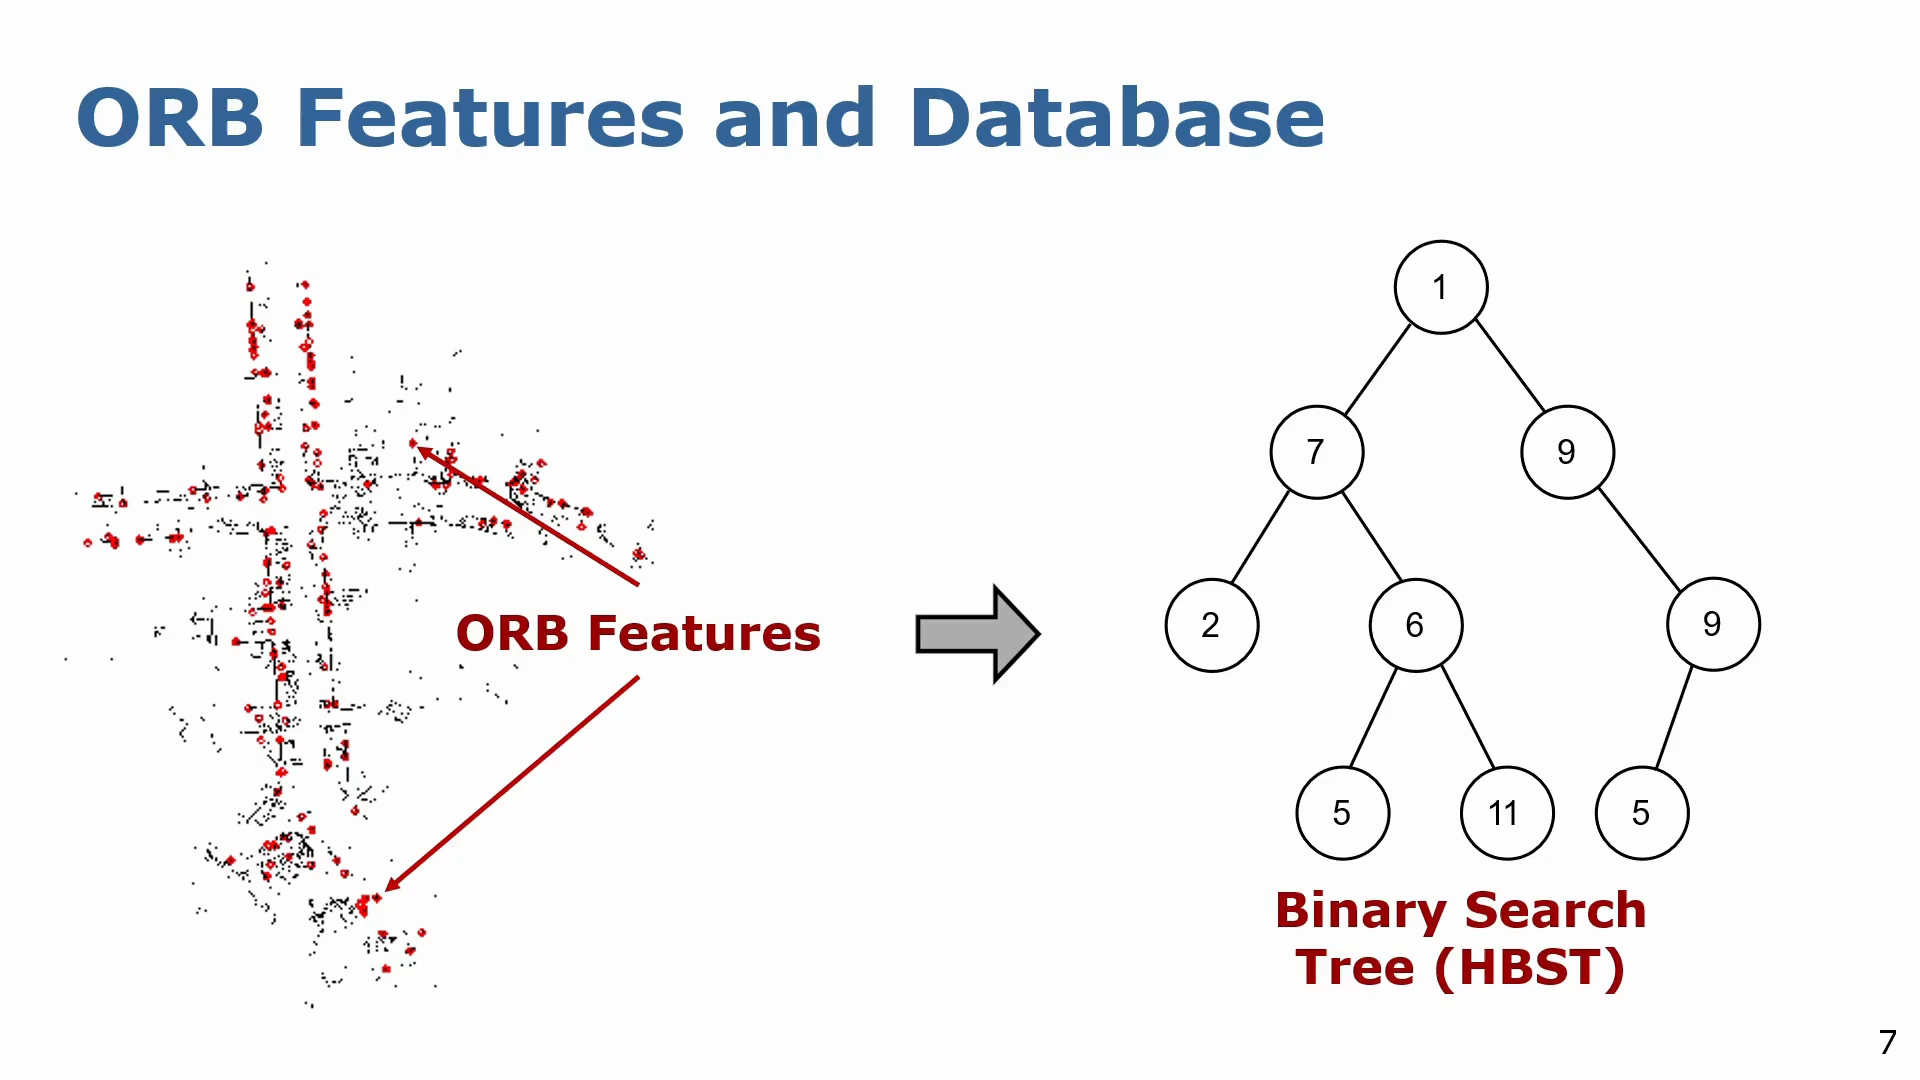 ORB Features and Database
ORB Features
1
7
9
2
6
9
5
11
5
Binary Search
Tree (HBST)
7